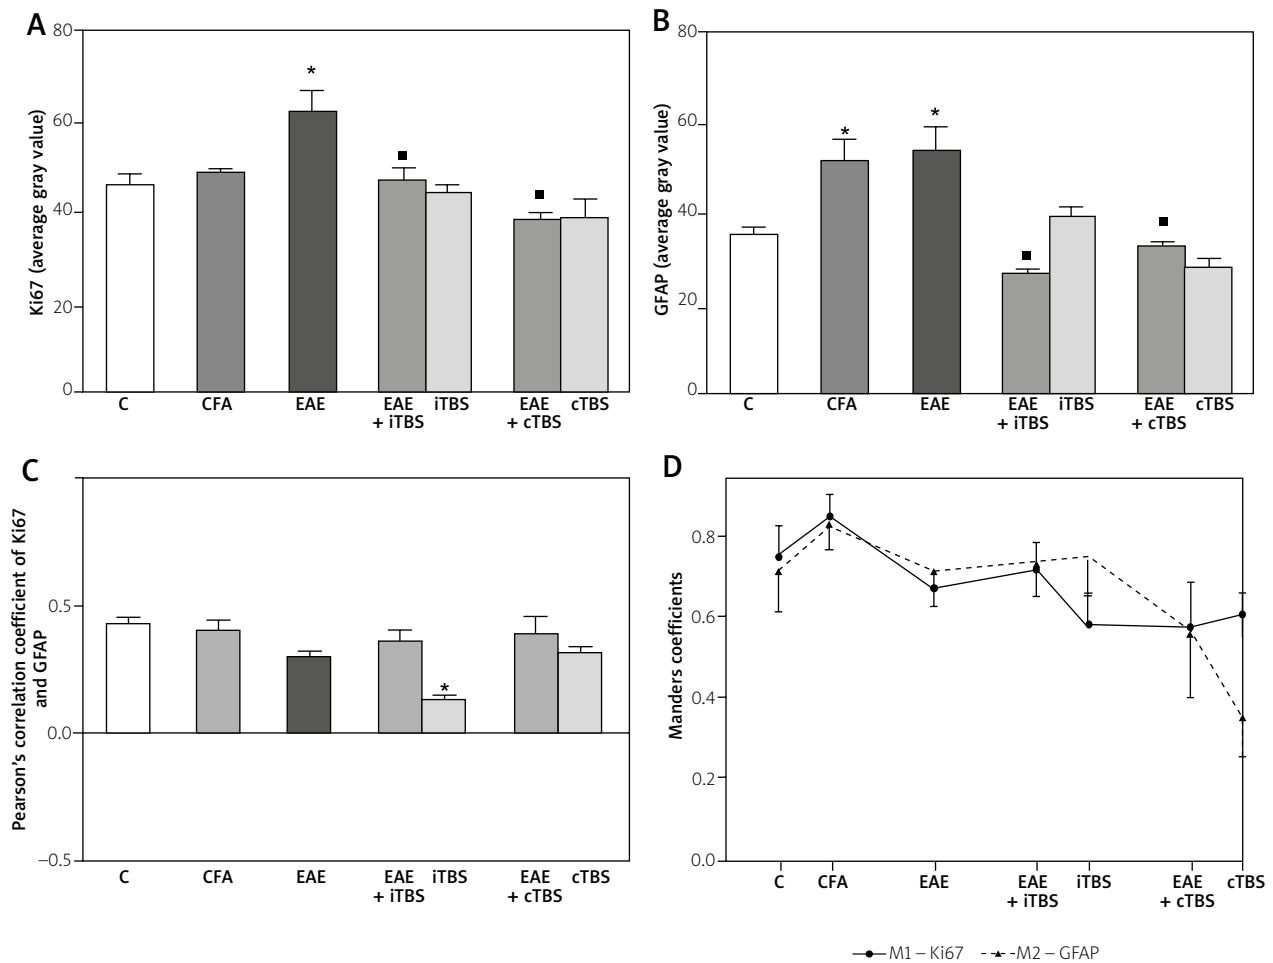 A
Ki67 (average gray value)
80
60
40
20
0
*
■
■
C CFA EAE EAE iTBS EAE cTBS
+ iTBS + cTBS
B
GFAP (average gray value)
80
60
40
20
0
*
*
■
■
C CFA EAE EAE iTBS EAE cTBS
+ iTBS + cTBS
C
Pearson's correlation coefficient of Ki67
and GFAP
0.5
0.0
–0.5
*
C CFA EAE EAE iTBS EAE cTBS
+ iTBS + cTBS
D
Manders coefficients
0.8
0.6
0.4
0.2
0.0
C CFA EAE EAE iTBS EAE cTBS
+ iTBS + cTBS
M1 – Ki67 M2 – GFAP